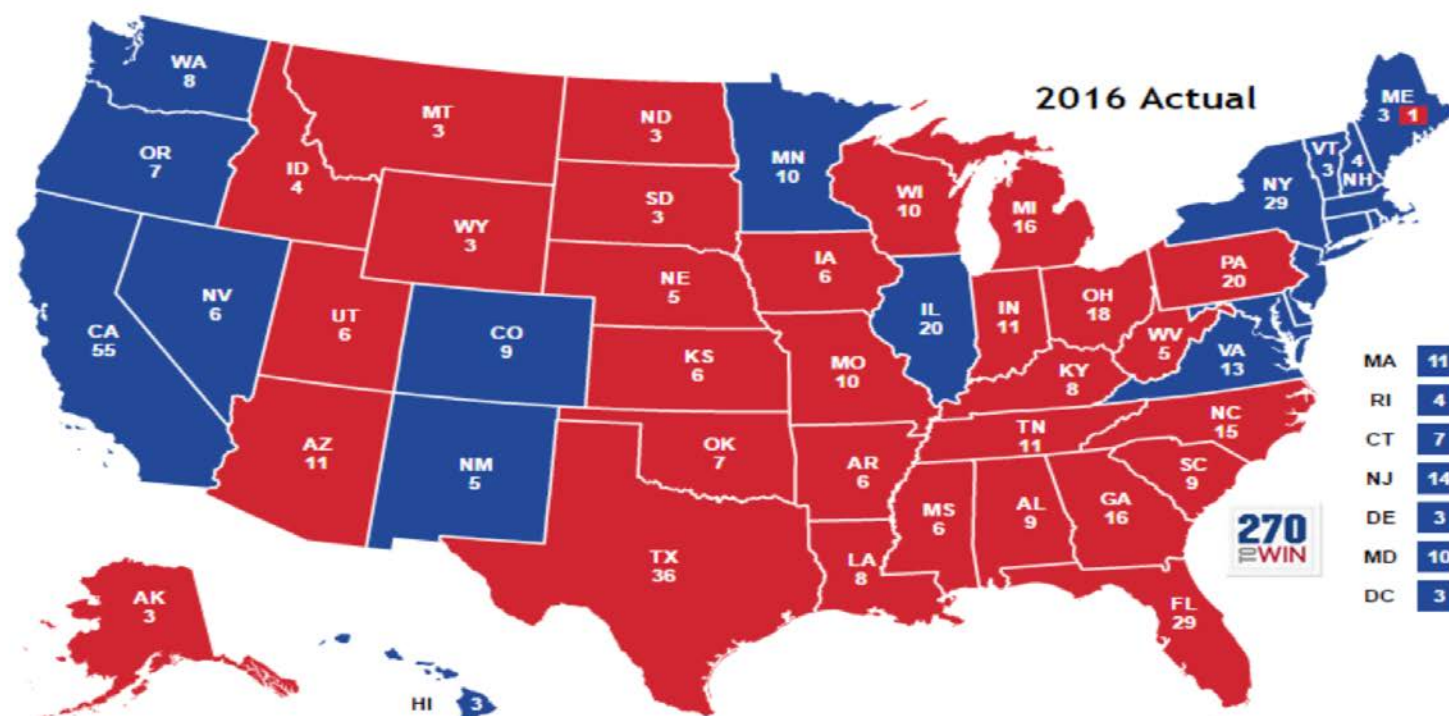 2016 Actual
WA
8
OR
7
CA
55
NV
6
ID
4
MT
3
WY
3
UT
6
AZ
11
CO
9
NM
5
ND
3
SD
3
NE
5
KS
6
OK
7
TX
36
MN
10
IA
6
MO
10
AR
6
LA
8
WI
10
IL
20
MI
16
IN
11
OH
18
KY
8
TN
11
MS
6
AL
9
GA
16
FL
29
SC
9
NC
15
VA
13
WV
5
PA
20
NY
29
VT
3
4
NH
ME
3 1
AK
3
HI 3
MA 11
RI 4
CT 7
NJ 14
DE 3
MD 10
DC 3
270
TO WIN